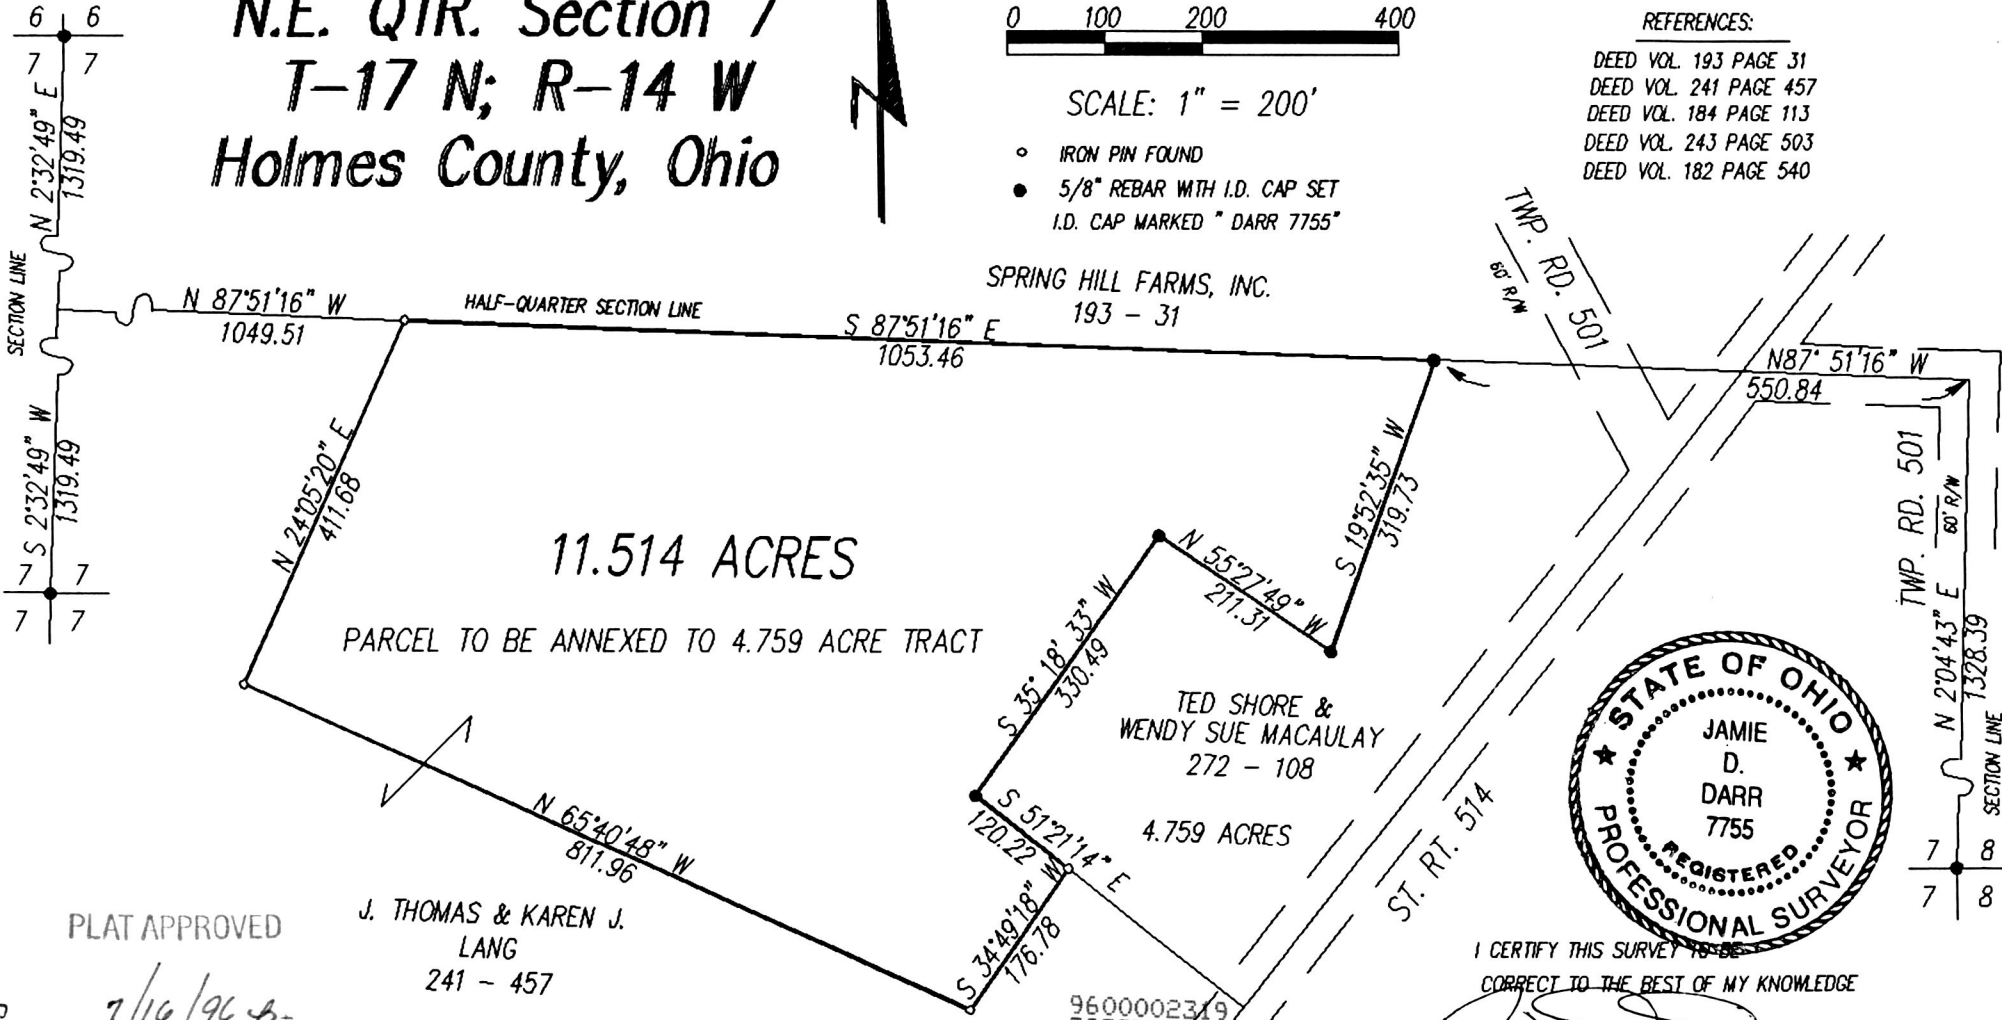 6 6
7 7
N 2°32'49" E
1319.49
SECTION LINE
S 2°32'49" W
1319.49
7 7
7 7
N.E. QTR. Section 7
T-17 N; R-14 W
Holmes County, Ohio
0 100 200 400
SCALE: 1" = 200'
IRON PIN FOUND
5/8" REBAR WITH I.D. CAP SET
I.D. CAP MARKED " DARR 7755"
REFERENCES:
DEED VOL. 193 PAGE 31
DEED VOL. 241 PAGE 457
DEED VOL. 184 PAGE 113
DEED VOL. 243 PAGE 503
DEED VOL. 182 PAGE 540
SPRING HILL FARMS, INC.
193 - 31
TWP. RD. 501
60' R/W
N 87°51'16" W
1049.51
HALF-QUARTER SECTION LINE
S 87°51'16" E
1053.46
N87° 51'16" W
550.84
N 24°05'20" E
411.68
S 19°52'35" W
319.73
N 55°27'49" W
211.31
S 35° 18' 33" W
330.49
11.514 ACRES
PARCEL TO BE ANNEXED TO 4.759 ACRE TRACT
TED SHORE &
WENDY SUE MACAULAY
272 - 108
4.759 ACRES
S 51°21'14" E
120.22
S 34°49'18" W
176.78
N 65°40'48" W
811.96
J. THOMAS & KAREN J.
LANG
241 - 457
ST. RT. 514
TWP. RD. 501
60' R/W
N 2°04'43" E
1328.39
SECTION LINE
7 8
7 8
STATE OF OHIO
JAMIE
D.
DARR
7755
REGISTERED
PROFESSIONAL SURVEYOR
I CERTIFY THIS SURVEY TO BE
CORRECT TO THE BEST OF MY KNOWLEDGE
PLAT APPROVED
7/16/96
9600002319